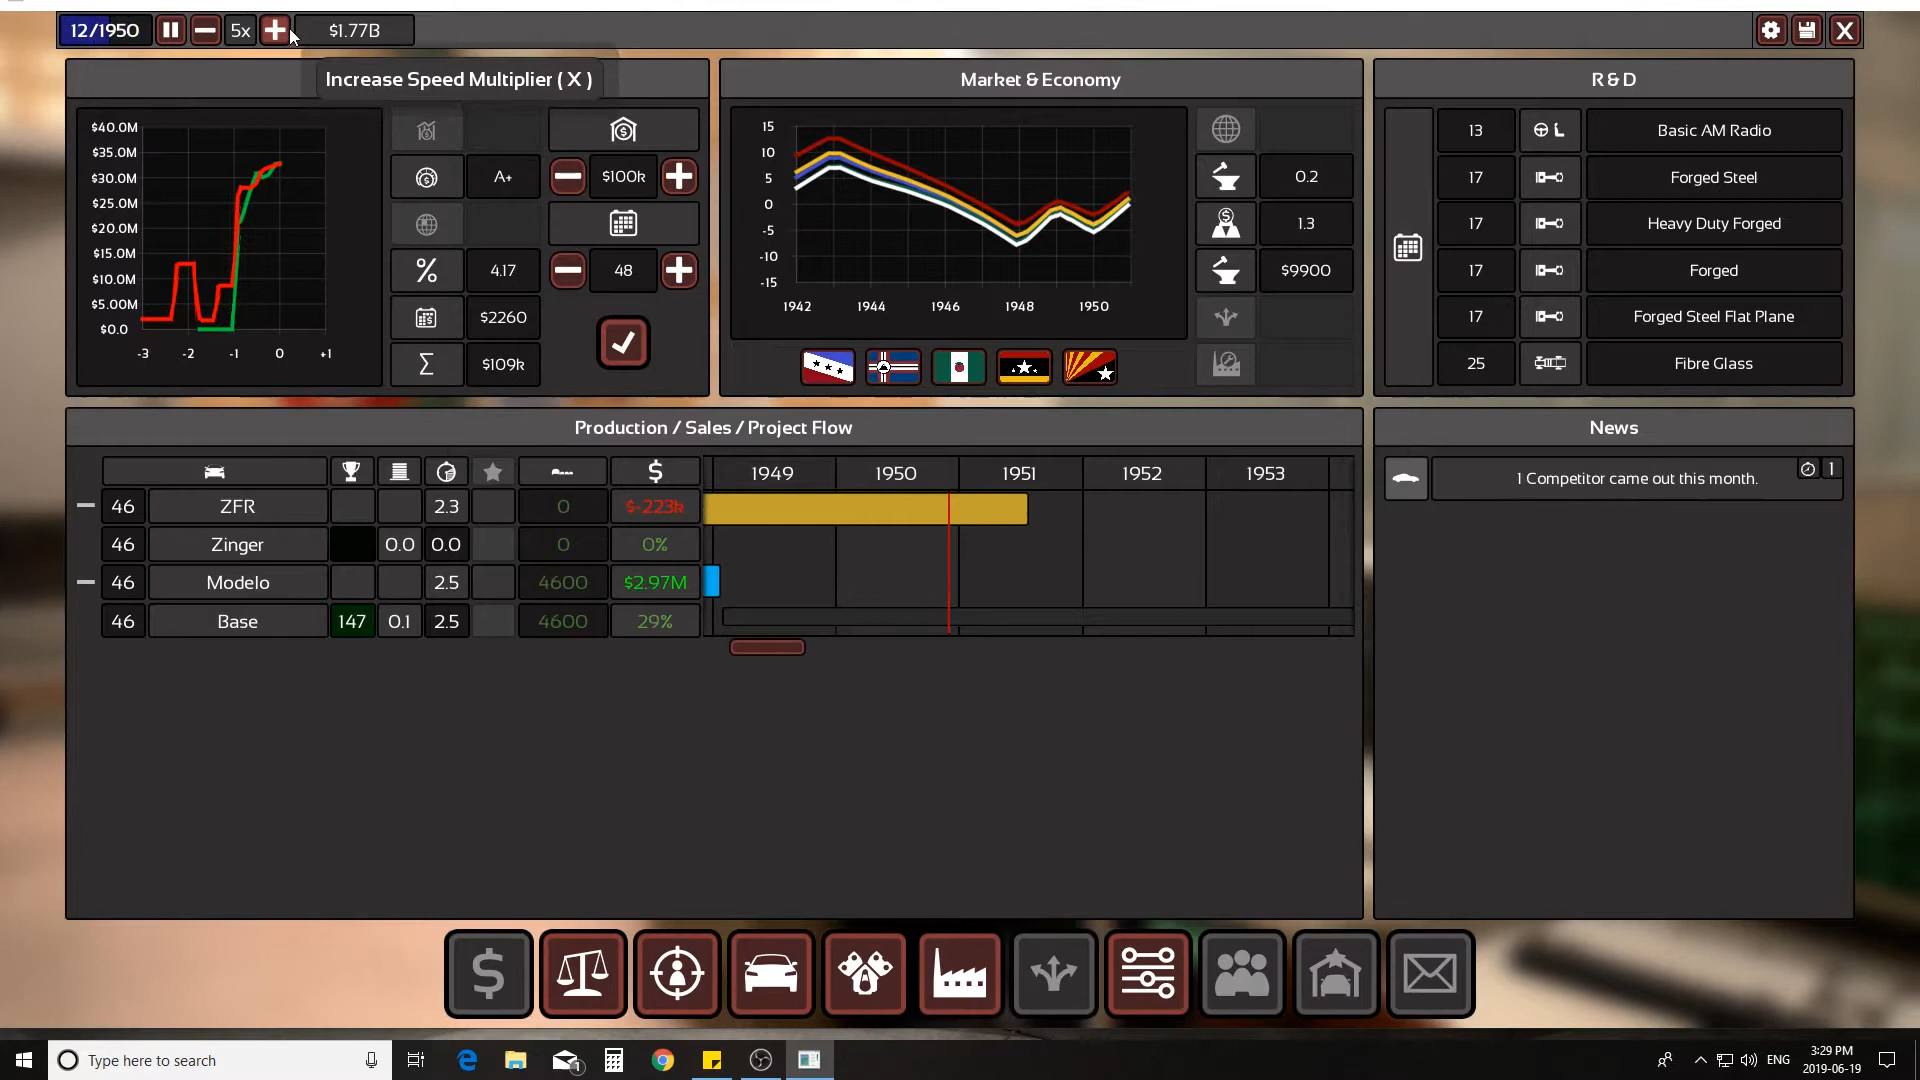 12/1950 5x $1.77B
Increase Speed Multiplier ( X )
$40.0M
$35.0M
$30.0M
$25.0M
$20.0M
$15.0M
$10.0M
$5.00M
$0.0
-3 -2 -1 0 +1
A+ $100k
% 4.17 48
$2260
Σ $109k
Market & Economy
15
10
5
0
-5
-10
-15
1942 1944 1946 1948 1950
0.2
1.3
$9900
R & D
13 Basic AM Radio
17 Forged Steel
17 Heavy Duty Forged
17 Forged
17 Forged Steel Flat Plane
25 Fibre Glass
Production / Sales / Project Flow
$ 1949 1950 1951 1952 1953
46 ZFR 2.3 0 $-223k
46 Zinger 0.0 0.0 0 0%
46 Modelo 2.5 4600 $2.97M
46 Base 147 0.1 2.5 4600 29%
News
1 Competitor came out this month. 1
$
Type here to search
1
ENG
3:29 PM
2019-06-19